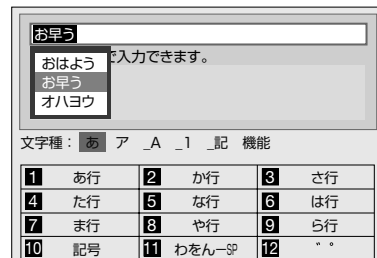 お早う
で入力できます。
おはよう
お早う
オハヨウ
文字種： あ ア _A _1 _記 機能
1 あ行 2 か行 3 さ行
4 た行 5 な行 6 は行
7 ま行 8 や行 9 ら行
10 記号 11 わをんーSP 12 ゛゜